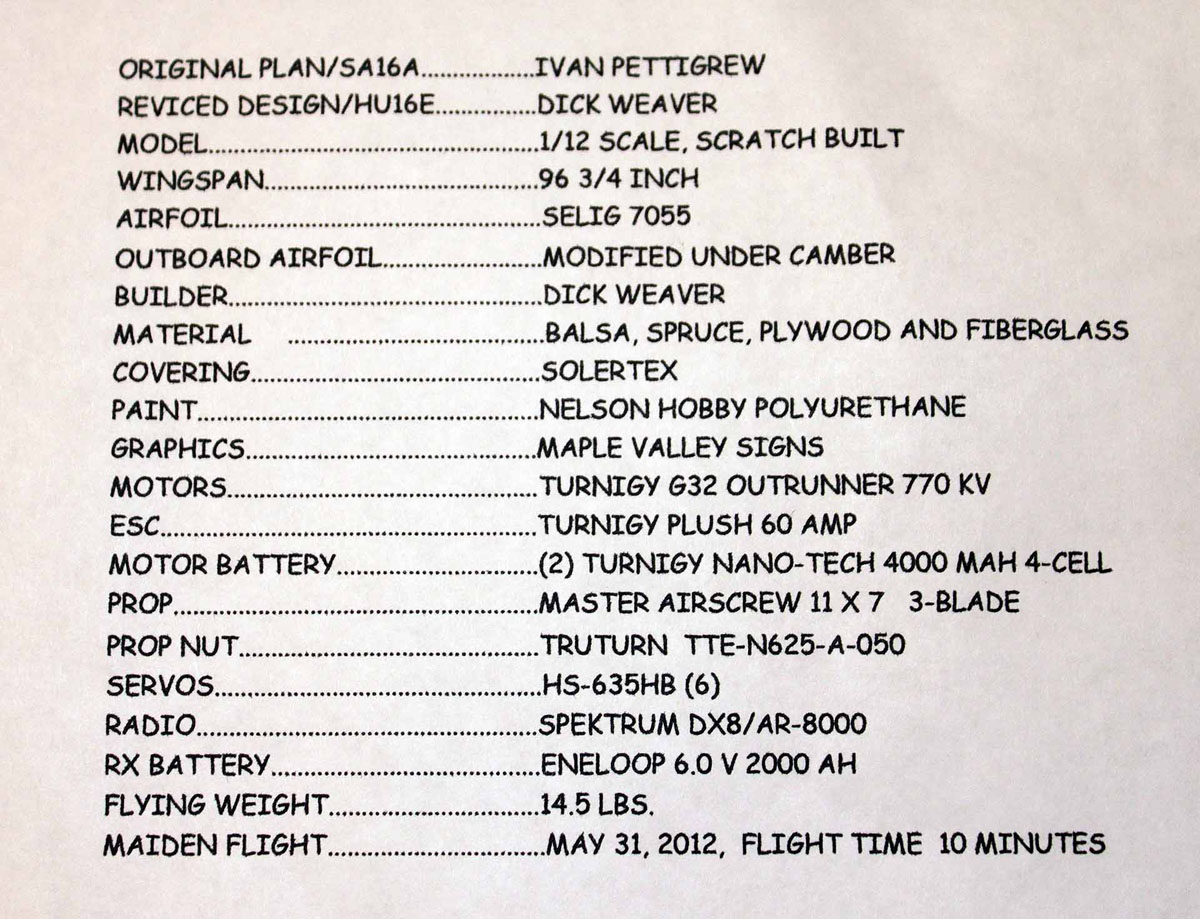 ORIGINAL PLAN/SA16A.................IVAN PETTIGREW
REVICED DESIGN/HU16E...............DICK WEAVER
MODEL.................................................1/12 SCALE, SCRATCH BUILT
WINGSPAN.........................................96 3/4 INCH
AIRFOIL..............................................SELIG 7055
OUTBOARD AIRFOIL.......................MODIFIED UNDER CAMBER
BUILDER..............................................DICK WEAVER
MATERIAL ......................................BALSA, SPRUCE, PLYWOOD AND FIBERGLASS
COVERING...........................................SOLERTEX
PAINT..................................................NELSON HOBBY POLYURETHANE
GRAPHICS...........................................MAPLE VALLEY SIGNS
MOTORS..............................................TURNIGY G32 OUTRUNNER 770 KV
ESC.......................................................TURNIGY PLUSH 60 AMP
MOTOR BATTERY..............................(2) TURNIGY NANO-TECH 4000 MAH 4-CELL
PROP.....................................................MASTER AIRSCREW 11 X 7 3-BLADE
PROP NUT............................................TRUTURN TTE-N625-A-050
SERVOS................................................HS-635HB (6)
RADIO..................................................SPEKTRUM DX8/AR-8000
RX BATTERY........................................ENELOOP 6.0 V 2000 AH
FLYING WEIGHT...............................14.5 LBS.
MAIDEN FLIGHT................................MAY 31, 2012, FLIGHT TIME 10 MINUTES